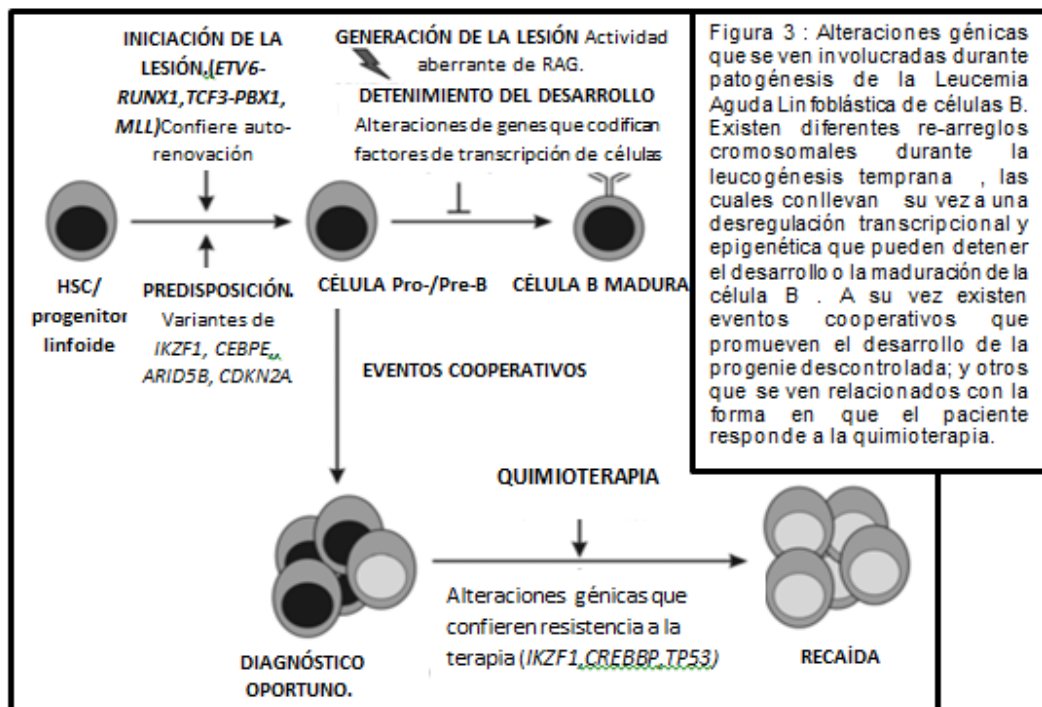 INICIACIÓN DE LA
LESIÓN.(ETV6-
RUNX1,TCF3-PBX1,
MLL)Confiere auto-
renovación
GENERACIÓN DE LA LESIÓN Actividad
aberrante de RAG.
DETENIMIENTO DEL DESARROLLO
Alteraciones de genes que codifican
factores de transcripción de células
HSC/
progenitor
linfoide
PREDISPOSICIÓN.
Variantes de
IKZF1, CEBPE,
ARID5B, CDKN2A
CÉLULA Pro-/Pre-B
CÉLULA B MADURA
EVENTOS COOPERATIVOS
QUIMIOTERAPIA
Alteraciones génicas que
confieren resistencia a la
terapia (IKZF1,CREBBP,TP53)
DIAGNÓSTICO
OPORTUNO.
RECAÍDA
Figura 3 : Alteraciones génicas
que se ven involucradas durante
patogénesis de la Leucemia
Aguda Linfoblástica de células B.
Existen diferentes re-arreglos
cromosomales durante la
leucogénesis temprana , las
cuales conllevan su vez a una
desregulación transcripcional y
epigenética que pueden detener
el desarrollo o la maduración de la
célula B . A su vez existen
eventos cooperativos que
promueven el desarrollo de la
progenie descontrolada; y otros
que se ven relacionados con la
forma en que el paciente
responde a la quimioterapia.